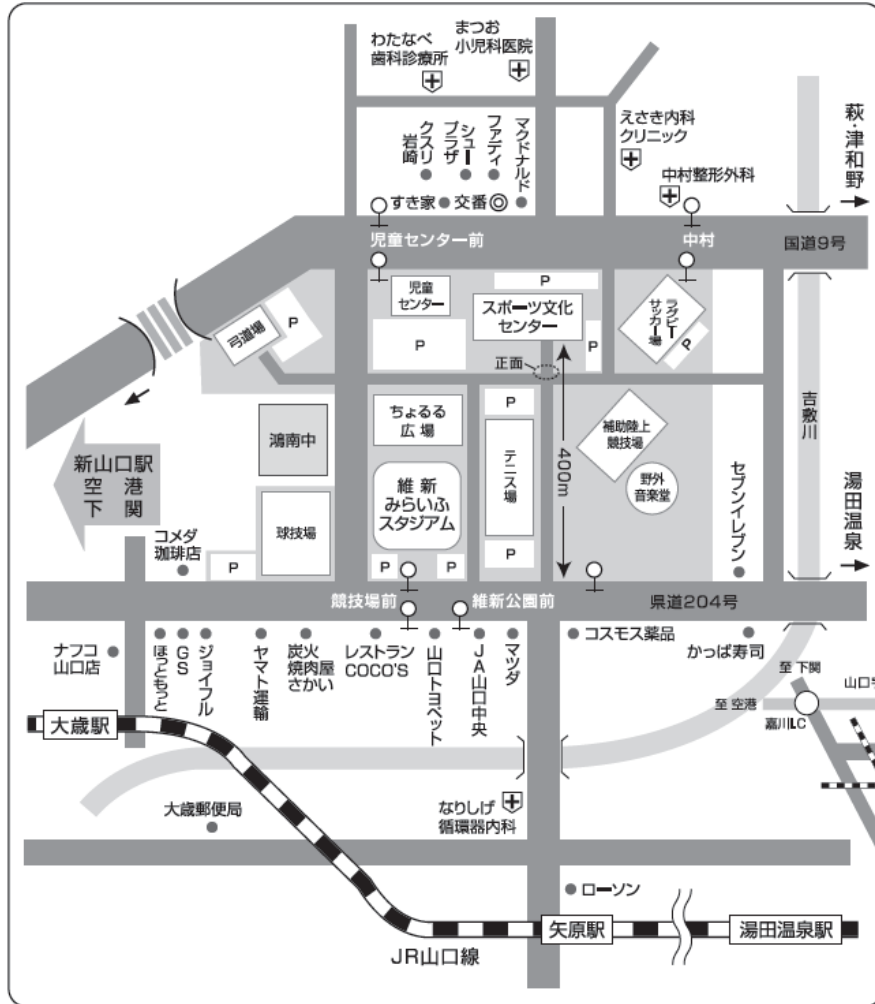 わたなべ
歯科診療所
まつお
小児科医院
えさき内科
クリニック
中村整形外科
萩・津和野
クスリ
岩崎
シュー
プラザ
ファディ
マクドナルド
すき家
交番
児童センター前
中村
国道9号
児童
センター
P
スポーツ文化
センター
ラグビー
サッカー場
P
弓道場
P
P
P
正面
鴻南中
ちょるる
広場
P
テニス場
400m
補助陸上
競技場
野外
音楽堂
吉敷川
新山口駅
空港
下関
維新
みらいふ
スタジアム
球技場
セブンイレブン
湯田温泉
コメダ
珈琲店
P
P
P
P
競技場前
維新公園前
県道204号
ナフコ
山口店
ほっともっと
GS
ジョイフル
ヤマト運輸
炭火
焼肉屋
さかい
レストラン
COCO'S
山口トヨペット
JA山口中央
マツダ
コスモス薬品
かっぱ寿司
至 下関
至 空港
山口宇
嘉川I.C
大歳駅
大歳郵便局
なりしげ
循環器内科
ローソン
矢原駅
湯田温泉駅
JR山口線